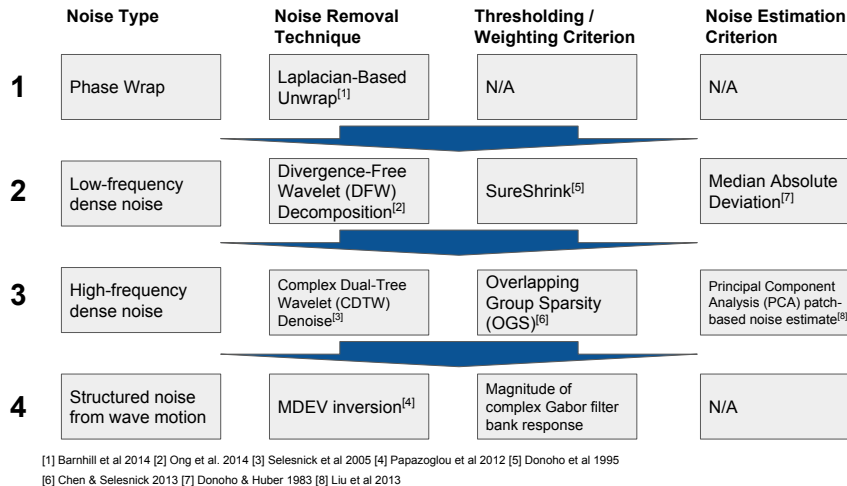 Noise Type
Noise Removal
Technique
Thresholding /
Weighting Criterion
Noise Estimation
Criterion
1
Phase Wrap
Laplacian-Based
Unwrap[1]
N/A
N/A
2
Low-frequency
dense noise
Divergence-Free
Wavelet (DFW)
Decomposition[2]
SureShrink[5]
Median Absolute
Deviation[7]
3
High-frequency
dense noise
Complex Dual-Tree
Wavelet (CDTW)
Denoise[3]
Overlapping
Group Sparsity
(OGS)[6]
Principal Component
Analysis (PCA) patch-
based noise estimate[8]
4
Structured noise
from wave motion
MDEV inversion[4]
Magnitude of
complex Gabor filter
bank response
N/A
[1] Barnhill et al 2014 [2] Ong et al. 2014 [3] Selesnick et al 2005 [4] Papazoglou et al 2012 [5] Donoho et al 1995
[6] Chen & Selesnick 2013 [7] Donoho & Huber 1983 [8] Liu et al 2013